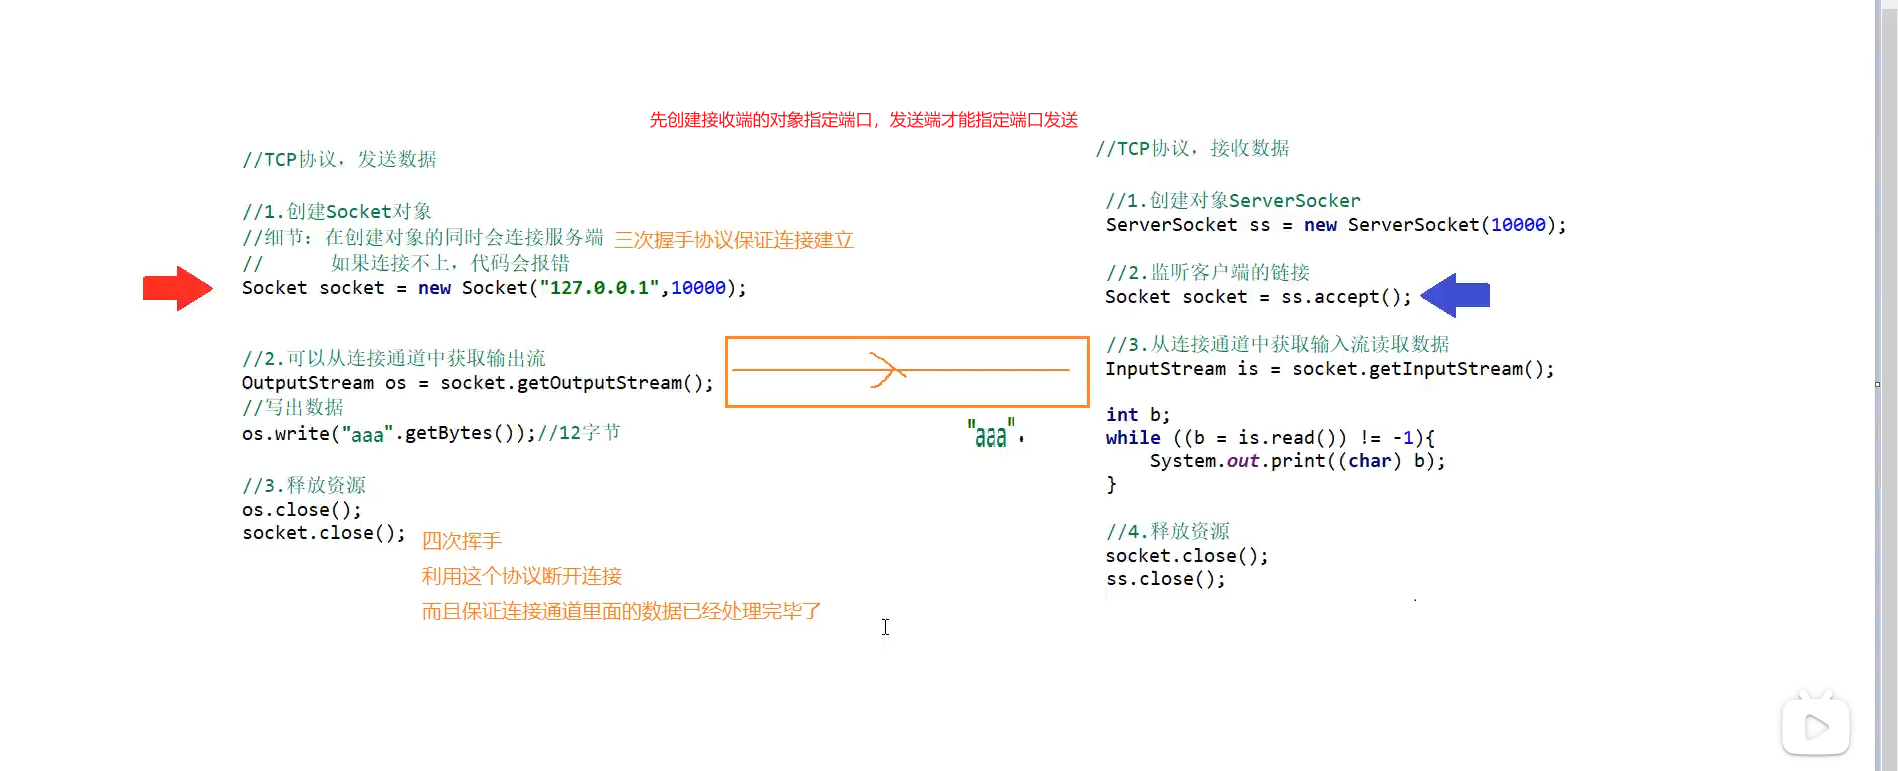 先创建接收端的对象指定端口，发送端才能指定端口发送
//TCP协议，发送数据
//1.创建Socket对象
//细节：在创建对象的同时会连接服务端 三次握手协议保证连接建立
// 如果连接不上，代码会报错
Socket socket = new Socket("127.0.0.1",10000);
//2.可以从连接通道中获取输出流
OutputStream os = socket.getOutputStream();
//写出数据
os.write("aaa".getBytes());//12字节
//3.释放资源
os.close();
socket.close();
四次挥手
利用这个协议断开连接
而且保证连接通道里面的数据已经处理完毕了
"aaa".
//TCP协议，接收数据
//1.创建对象ServerSocker
ServerSocket ss = new ServerSocket(10000);
//2.监听客户端的链接
Socket socket = ss.accept();
//3.从连接通道中获取输入流读取数据
InputStream is = socket.getInputStream();
int b;
while ((b = is.read()) != -1){
System.out.print((char) b);
}
//4.释放资源
socket.close();
ss.close();